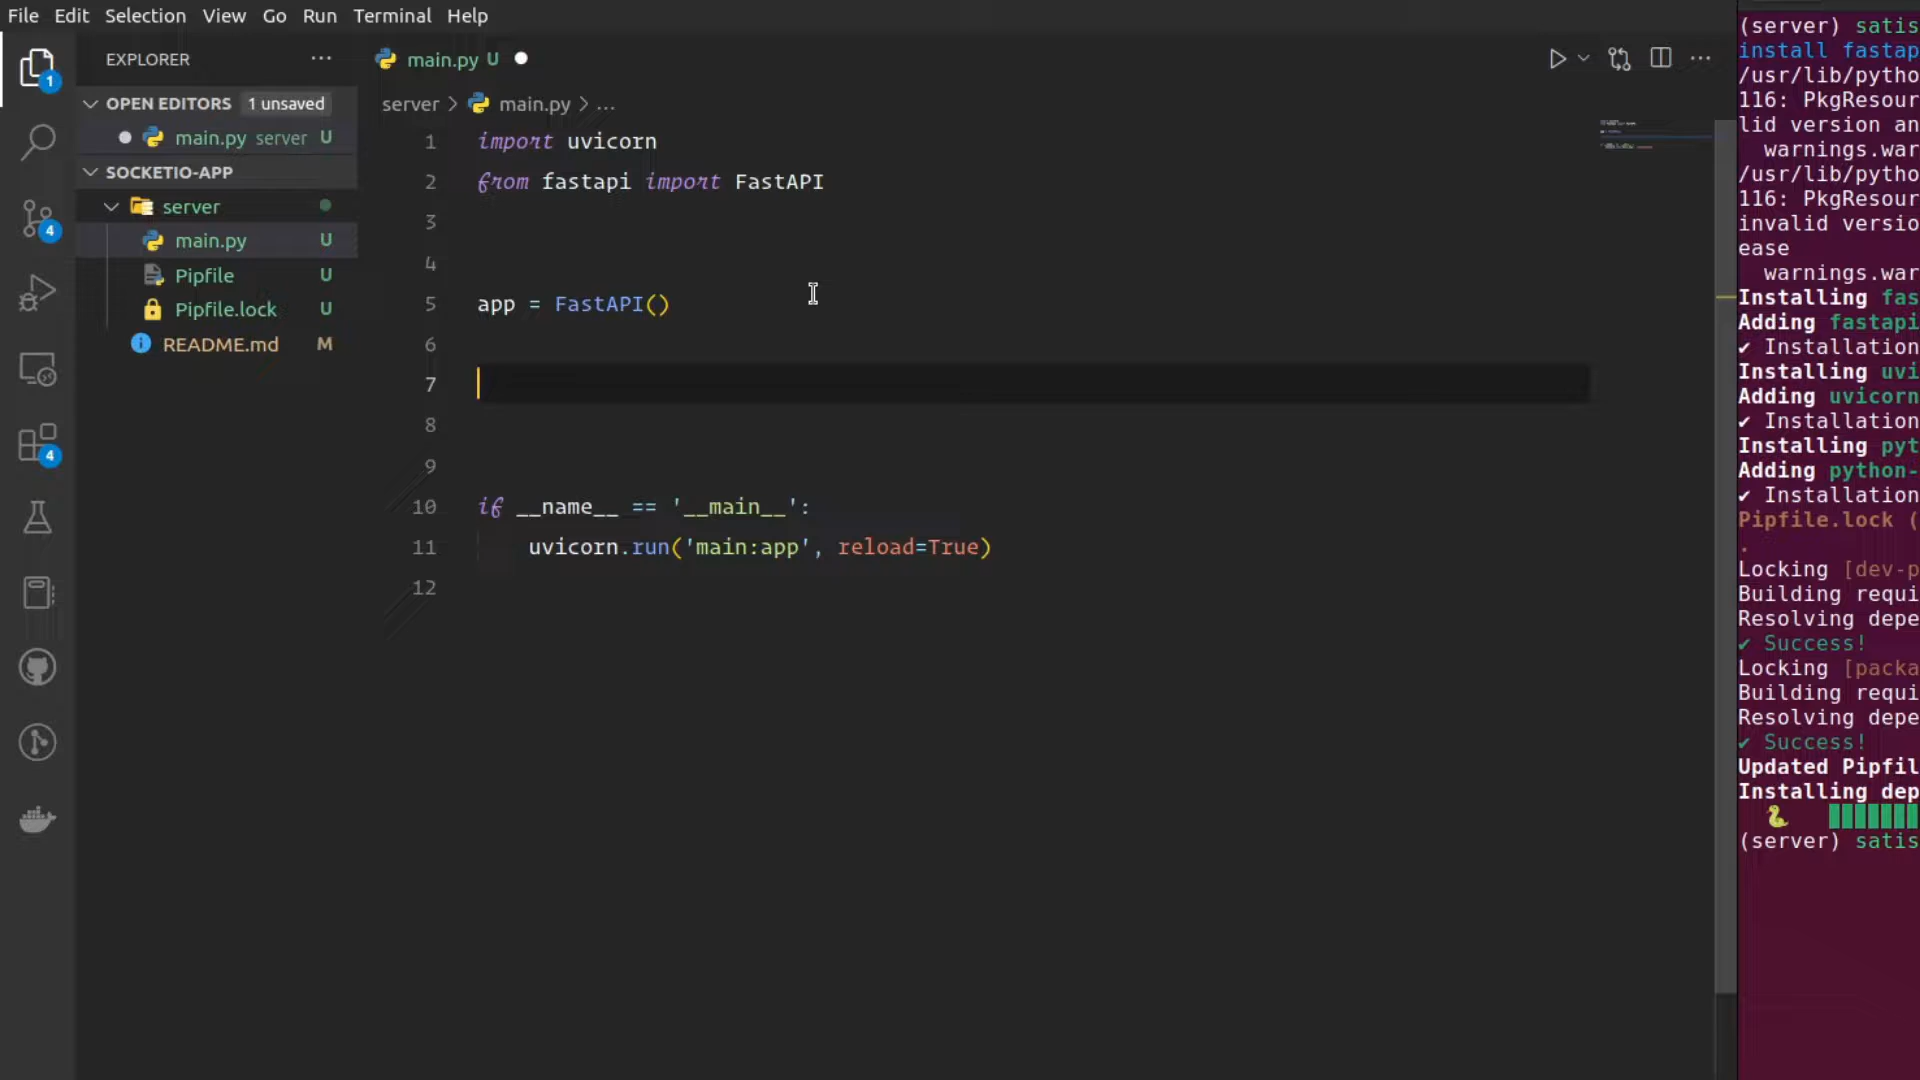 File Edit Selection View Go Run Terminal Help
EXPLORER ...
OPEN EDITORS 1 unsaved
main.py server U
SOCKETIO-APP
server
main.py U
Pipfile U
Pipfile.lock U
README.md M
1
4
4
main.py U
server > main.py > ...
1 import uvicorn
2 from fastapi import FastAPI
3
4
5 app = FastAPI()
6
7
8
9
10 if __name__ == '__main__':
11 uvicorn.run('main:app', reload=True)
12
(server) satis
install fastap
/usr/lib/pytho
116: PkgResour
lid version an
warnings.war
/usr/lib/pytho
116: PkgResour
invalid versio
ease
warnings.war
Installing fas
Adding fastapi
✔ Installation
Installing uvi
Adding uvicorn
✔ Installation
Installing pyt
Adding python-
✔ Installation
Pipfile.lock (
.
Locking [dev-p
Building requi
Resolving depe
✔ Success!
Locking [packa
Building requi
Resolving depe
✔ Success!
Updated Pipfil
Installing dep
(server) satis